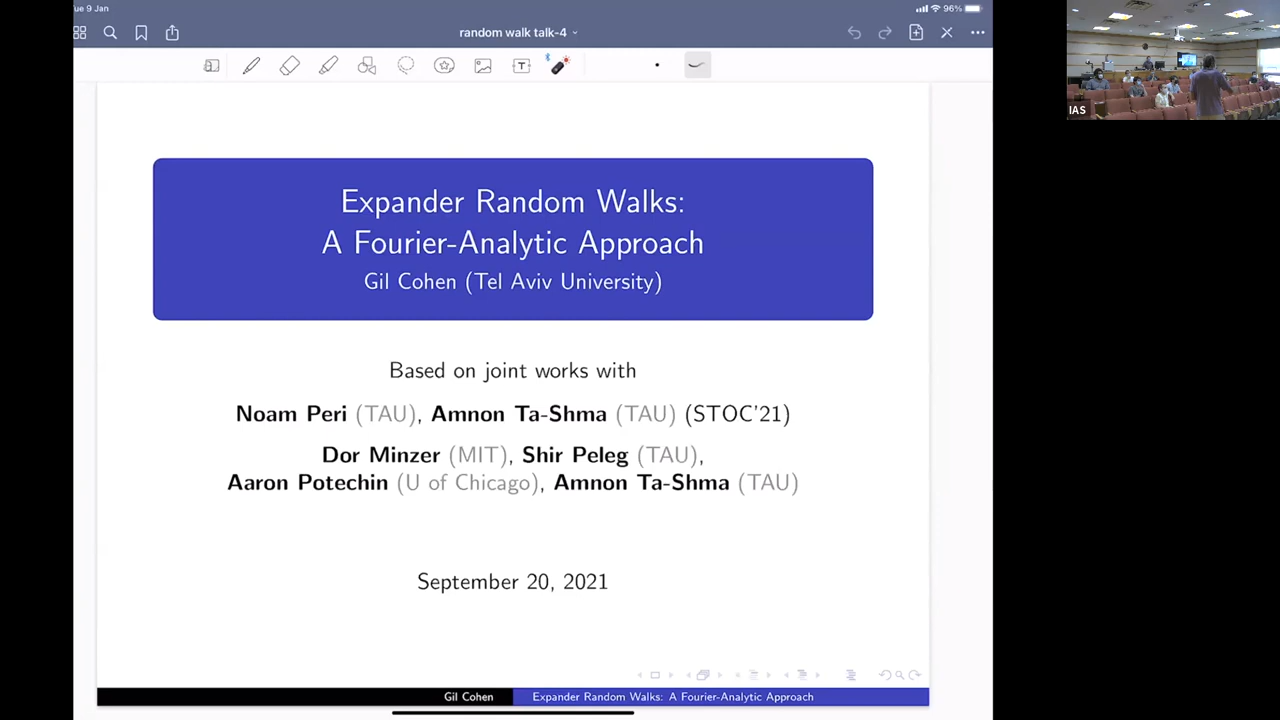 ue 9 Jan
96%
random walk talk-4
T
Expander Random Walks:
A Fourier-Analytic Approach
Gil Cohen (Tel Aviv University)
Based on joint works with
Noam Peri (TAU), Amnon Ta-Shma (TAU) (STOC'21)
Dor Minzer (MIT), Shir Peleg (TAU),
Aaron Potechin (U of Chicago), Amnon Ta-Shma (TAU)
September 20, 2021
Gil Cohen
Expander Random Walks: A Fourier-Analytic Approach
IAS